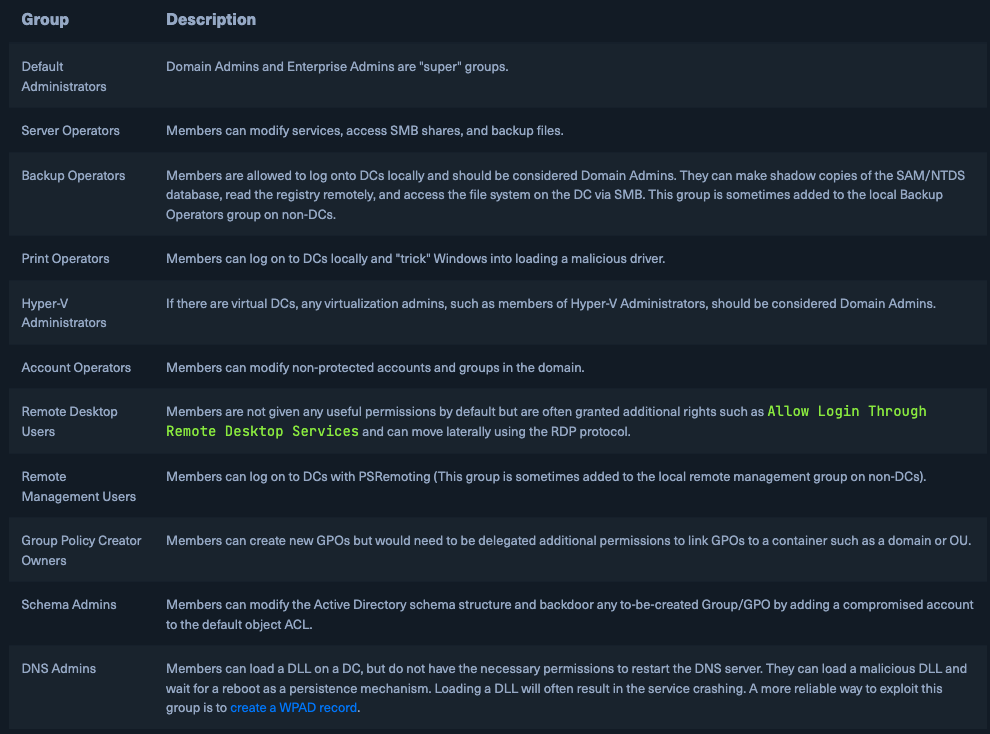 Group Description
Default Administrators Domain Admins and Enterprise Admins are "super" groups.
Server Operators Members can modify services, access SMB shares, and backup files.
Backup Operators Members are allowed to log onto DCs locally and should be considered Domain Admins. They can make shadow copies of the SAM/NTDS
database, read the registry remotely, and access the file system on the DC via SMB. This group is sometimes added to the local Backup
Operators group on non-DCs.
Print Operators Members can log on to DCs locally and "trick" Windows into loading a malicious driver.
Hyper-V Administrators If there are virtual DCs, any virtualization admins, such as members of Hyper-V Administrators, should be considered Domain Admins.
Account Operators Members can modify non-protected accounts and groups in the domain.
Remote Desktop Users Members are not given any useful permissions by default but are often granted additional rights such as Allow Login Through
Remote Desktop Services and can move laterally using the RDP protocol.
Remote Management Users Members can log on to DCs with PSRemoting (This group is sometimes added to the local remote management group on non-DCs).
Group Policy Creator Owners Members can create new GPOs but would need to be delegated additional permissions to link GPOs to a container such as a domain or OU.
Schema Admins Members can modify the Active Directory schema structure and backdoor any to-be-created Group/GPO by adding a compromised account
to the default object ACL.
DNS Admins Members can load a DLL on a DC, but do not have the necessary permissions to restart the DNS server. They can load a malicious DLL and
wait for a reboot as a persistence mechanism. Loading a DLL will often result in the service crashing. A more reliable way to exploit this
group is to create a WPAD record.